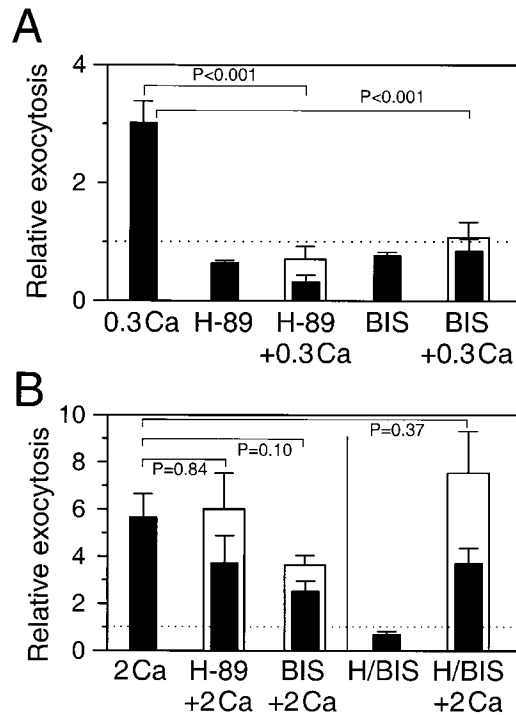 A
Relative exocytosis
4
2
0
P<0.001
P<0.001
0.3Ca H-89 H-89 BIS BIS
+0.3Ca +0.3Ca
B
Relative exocytosis
10
8
6
4
2
0
P=0.37
P=0.10
P=0.84
2Ca H-89 BIS H/BIS H/BIS
+2Ca +2Ca +2Ca